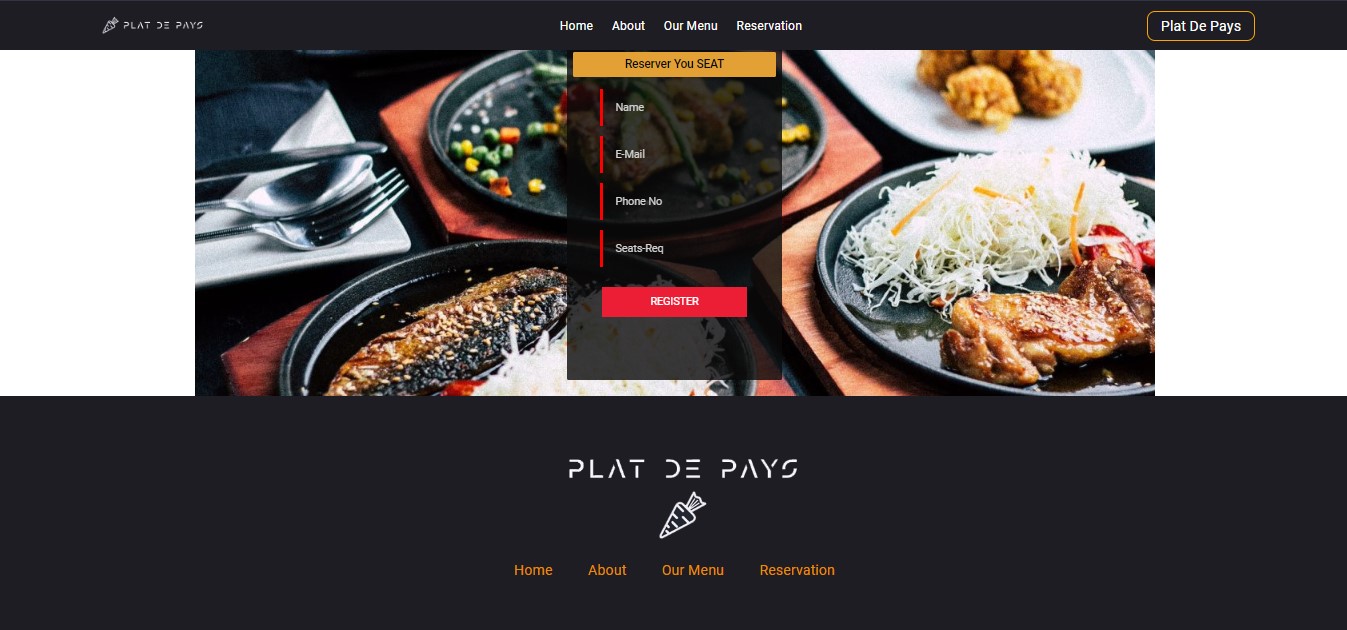 PLAT DE PAYS
Home About Our Menu Reservation
Plat De Pays
Reserver You SEAT
Name
E-Mail
Phone No
Seats-Req
REGISTER
PLAT DE PAYS
Home About Our Menu Reservation